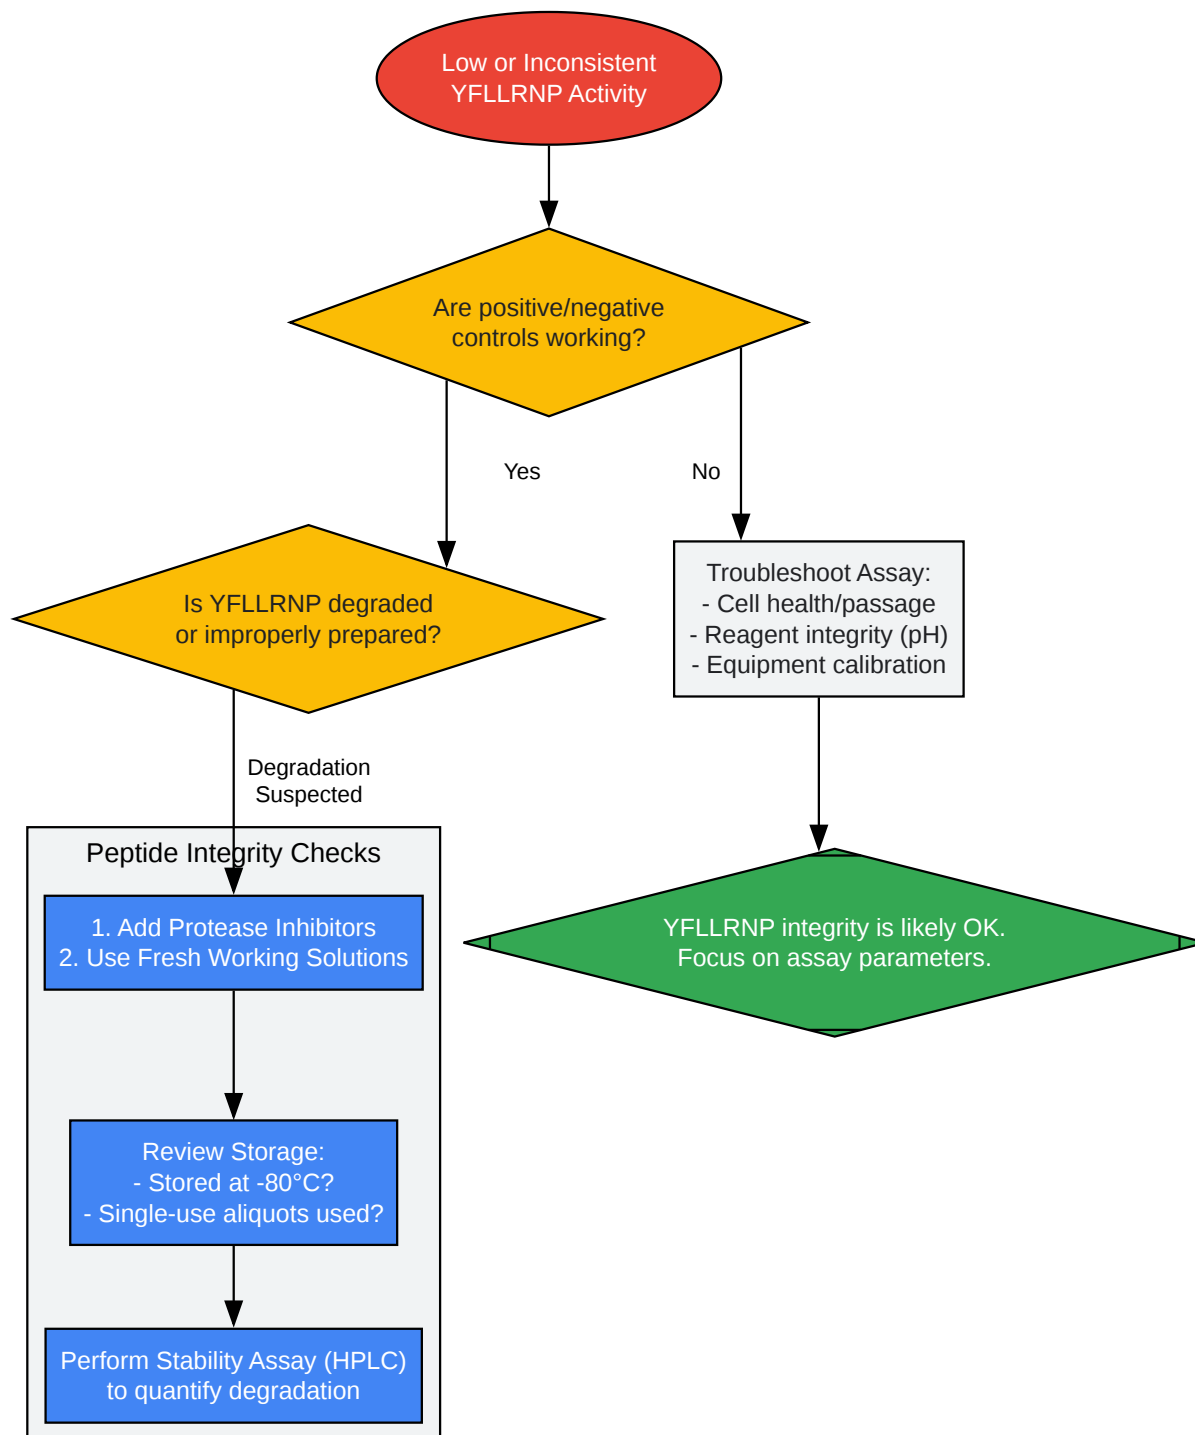 Low or Inconsistent
YFLLRNP Activity
Are positive/negative
controls working?
Yes
No
Is YFLLRNP degraded
or improperly prepared?
Troubleshoot Assay:
- Cell health/passage
- Reagent integrity (pH)
- Equipment calibration
Degradation
Suspected
Peptide Integrity Checks
1. Add Protease Inhibitors
2. Use Fresh Working Solutions
YFLLRNP integrity is likely OK.
Focus on assay parameters.
Review Storage:
- Stored at -80°C?
- Single-use aliquots used?
Perform Stability Assay (HPLC)
to quantify degradation